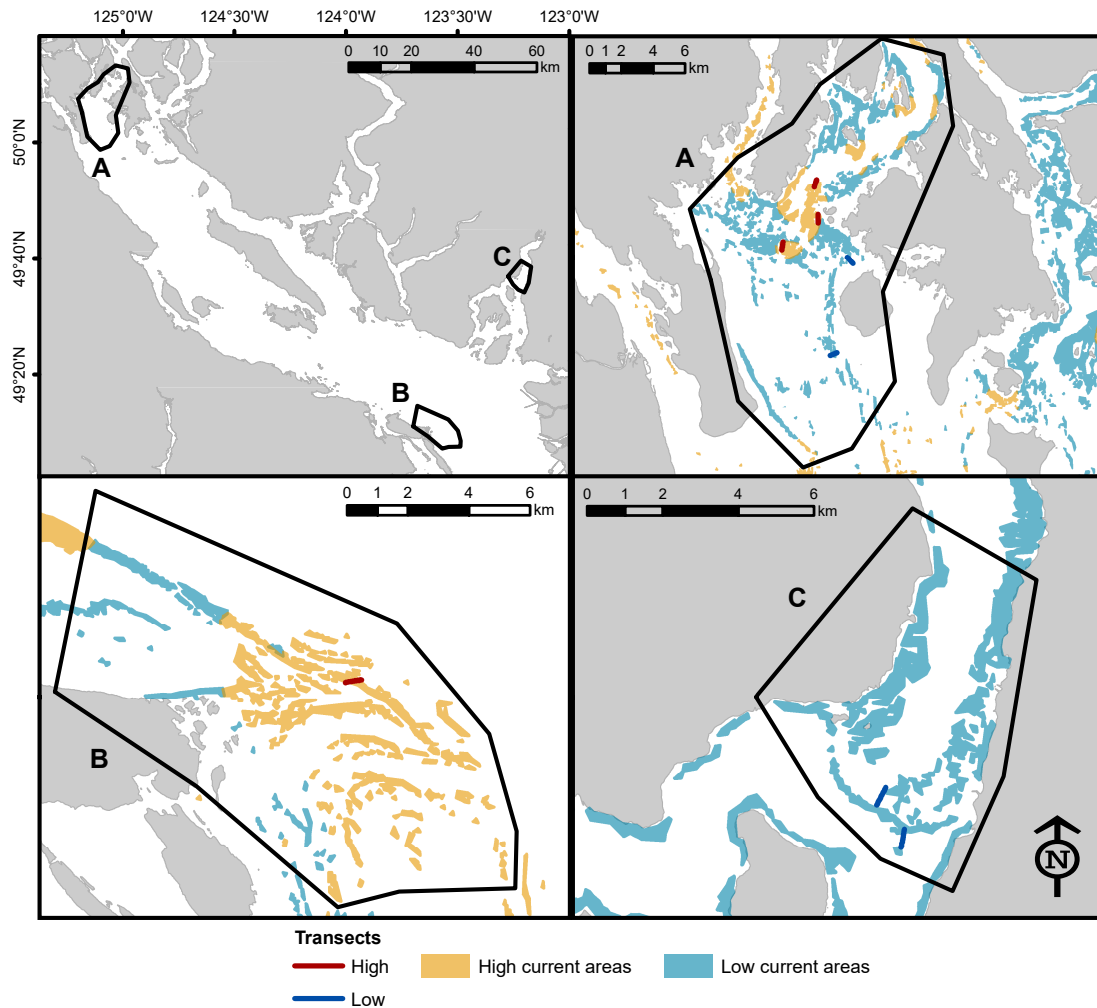 125°0'W 124°30'W 124°0'W 123°30'W 123°0'W
0 10 20 40 60
km
50°0'N
49°40'N
49°20'N
A
C
B
0 1 2 4 6
km
A
0 1 2 4 6
km
B
0 1 2 4 6
km
C
N
Transects
High High current areas Low current areas
Low